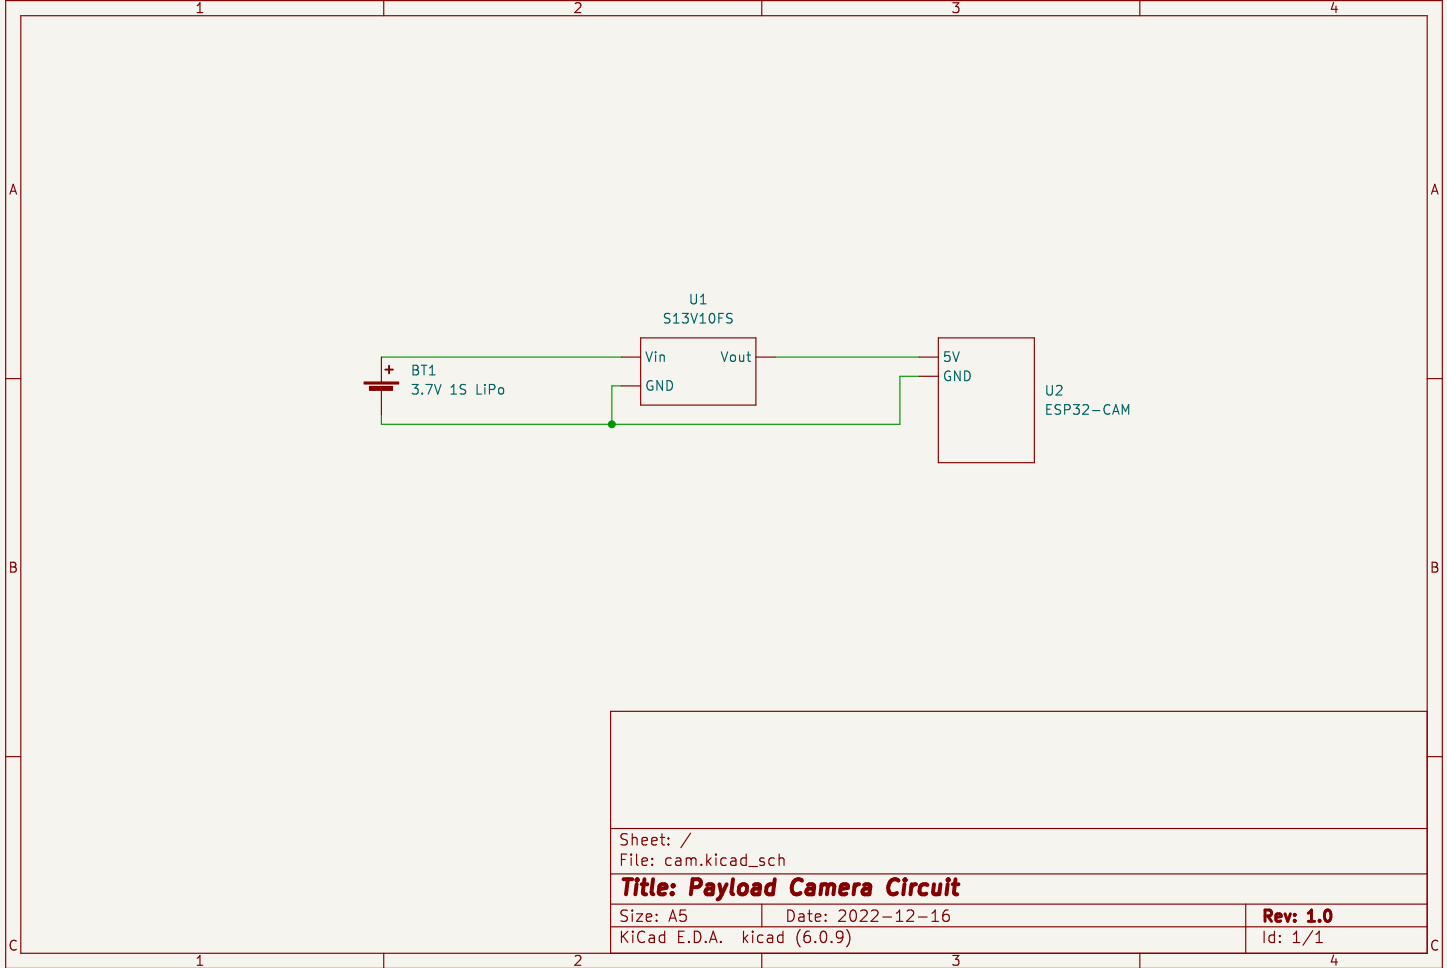 1 2 3 4
A A
U1
S13V10FS
Vin Vout 5V
+ BT1 GND
3.7V 1S LiPo GND U2
ESP32-CAM
B B
Sheet: /
File: cam.kicad_sch
Title: Payload Camera Circuit
Size: A5 Date: 2022-12-16 Rev: 1.0
KiCad E.D.A. kicad (6.0.9) Id: 1/1
C C
1 2 3 4